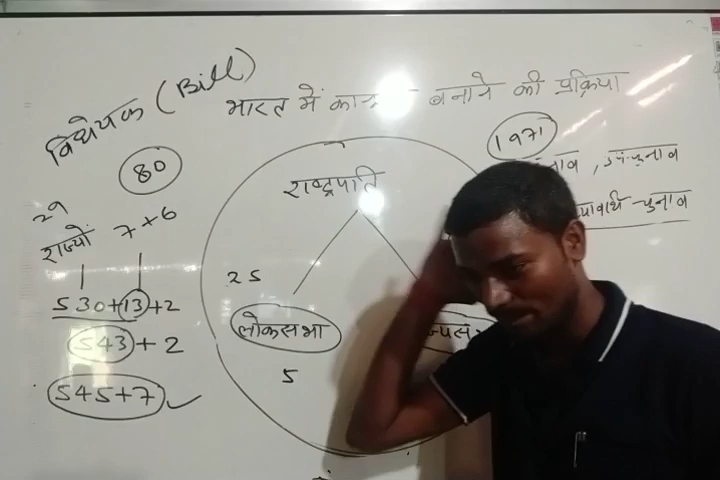 विधेयक (Bill)
भारत में बनाने की प्रक्रिया
80
1971
राष्ट्रपति
चुनाव
29
राज्यों 7 × 6
530+13+2
543+2
545+7 ✓
25
लोकसभा
5